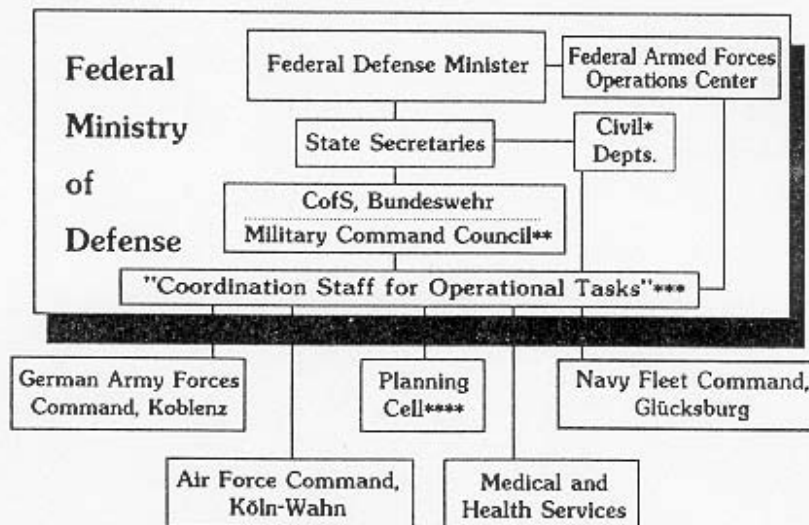 Federal
Ministry
of
Defense
Federal Defense Minister
Federal Armed Forces
Operations Center
State Secretaries
Civil*
Depts.
CofS, Bundeswehr
Military Command Council**
"Coordination Staff for Operational Tasks"***
German Army Forces
Command, Koblenz
Planning
Cell****
Navy Fleet Command,
Glücksburg
Air Force Command,
Köln-Wahn
Medical and
Health Services